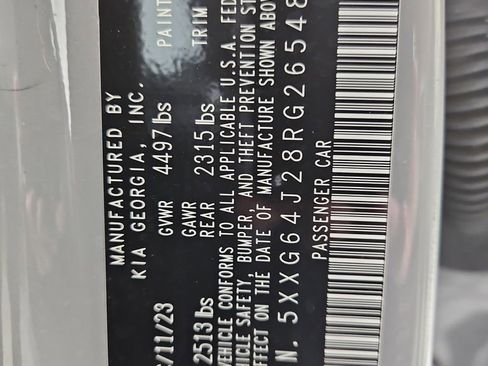 MANUFACTURED BY
KIA GEORGIA, INC.
/11/23 GVWR 4497lbs PAINT
GAWR
2513lbs REAR 2315lbs TRIM
VEHICLE CONFORMS TO ALL APPLICABLE U.S.A. FED
VEHICLE SAFETY, BUMPER, AND THEFT PREVENTION ST
EFFECT ON THE DATE OF MANUFACTURE SHOWN ABOV
N. 5XXG64J28RG26548
PASSENGER CAR